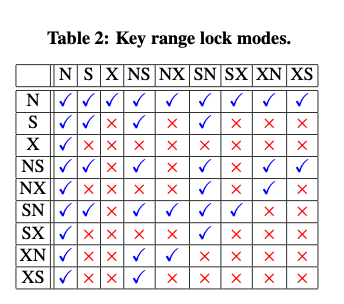 Table 2: Key range lock modes.
N S X NS NX SN SX XN XS
N ✓ ✓ ✓ ✓ ✓ ✓ ✓ ✓ ✓
S ✓ ✓ × ✓ × ✓ × × ×
X ✓ × × × × × × × ×
NS ✓ ✓ × ✓ × ✓ × ✓ ✓
NX ✓ × × × × ✓ × ✓ ×
SN ✓ ✓ × ✓ ✓ ✓ ✓ × ×
SX ✓ × × × × ✓ × × ×
XN ✓ × × ✓ ✓ × × × ×
XS ✓ × × ✓ × × × × ×